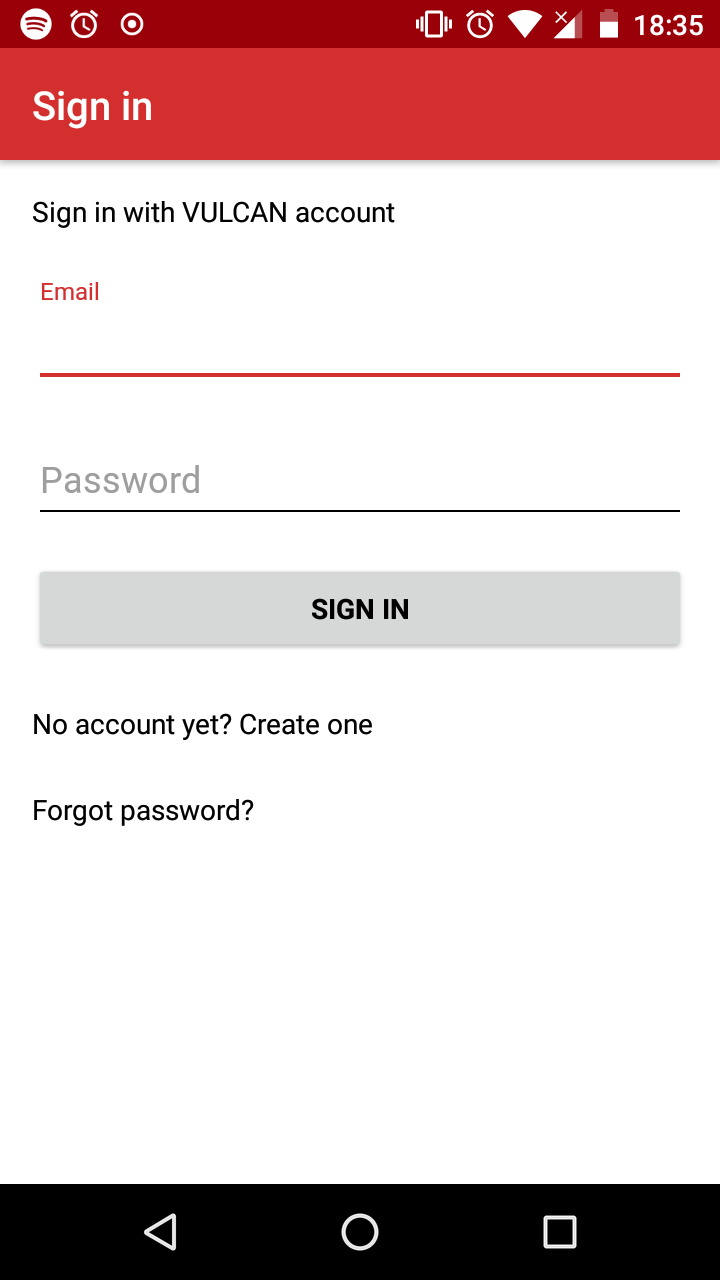 18:35
Sign in
Sign in with VULCAN account
Email
Password
SIGN IN
No account yet? Create one
Forgot password?